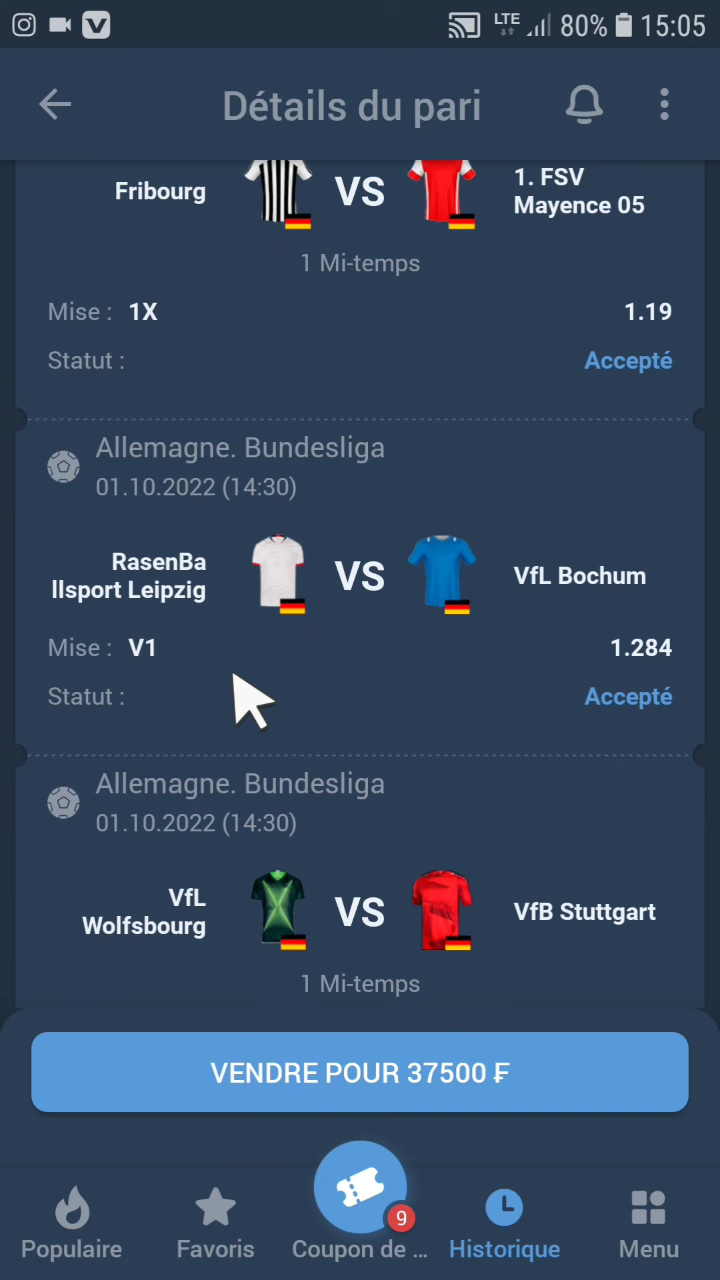 LTE 80% 15:05
Détails du pari
Fribourg VS 1. FSV
Mayence 05
1 Mi-temps
Mise : 1X 1.19
Statut : Accepté
Allemagne. Bundesliga
01.10.2022 (14:30)
RasenBa
llsport Leipzig VS VfL Bochum
Mise : V1 1.284
Statut : Accepté
Allemagne. Bundesliga
01.10.2022 (14:30)
VfL
Wolfsbourg VS VfB Stuttgart
1 Mi-temps
VENDRE POUR 37500 ₣
9
Populaire Favoris Coupon de ... Historique Menu